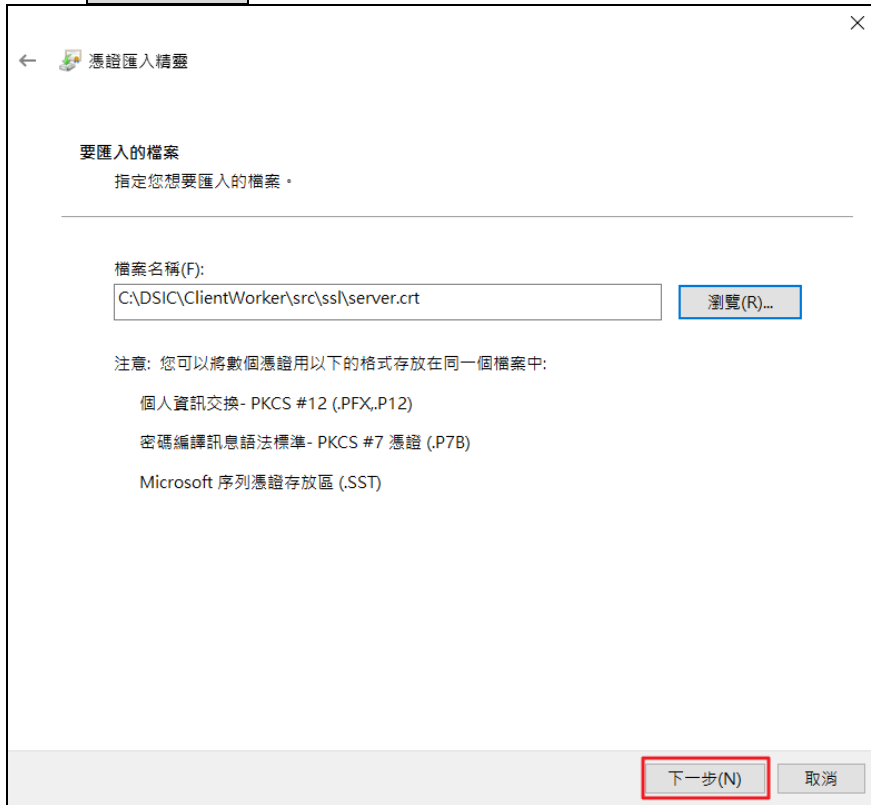 憑證匯入精靈
要匯入的檔案
指定您想要匯入的檔案。
檔案名稱(F):
C:\DSIC\ClientWorker\src\ssl\server.crt
瀏覽(R)...
注意: 您可以將數個憑證用以下的格式存放在同一個檔案中:
個人資訊交換- PKCS #12 (.PFX,.P12)
密碼編譯訊息語法標準- PKCS #7 憑證 (.P7B)
Microsoft 序列憑證存放區 (.SST)
下一步(N)
取消